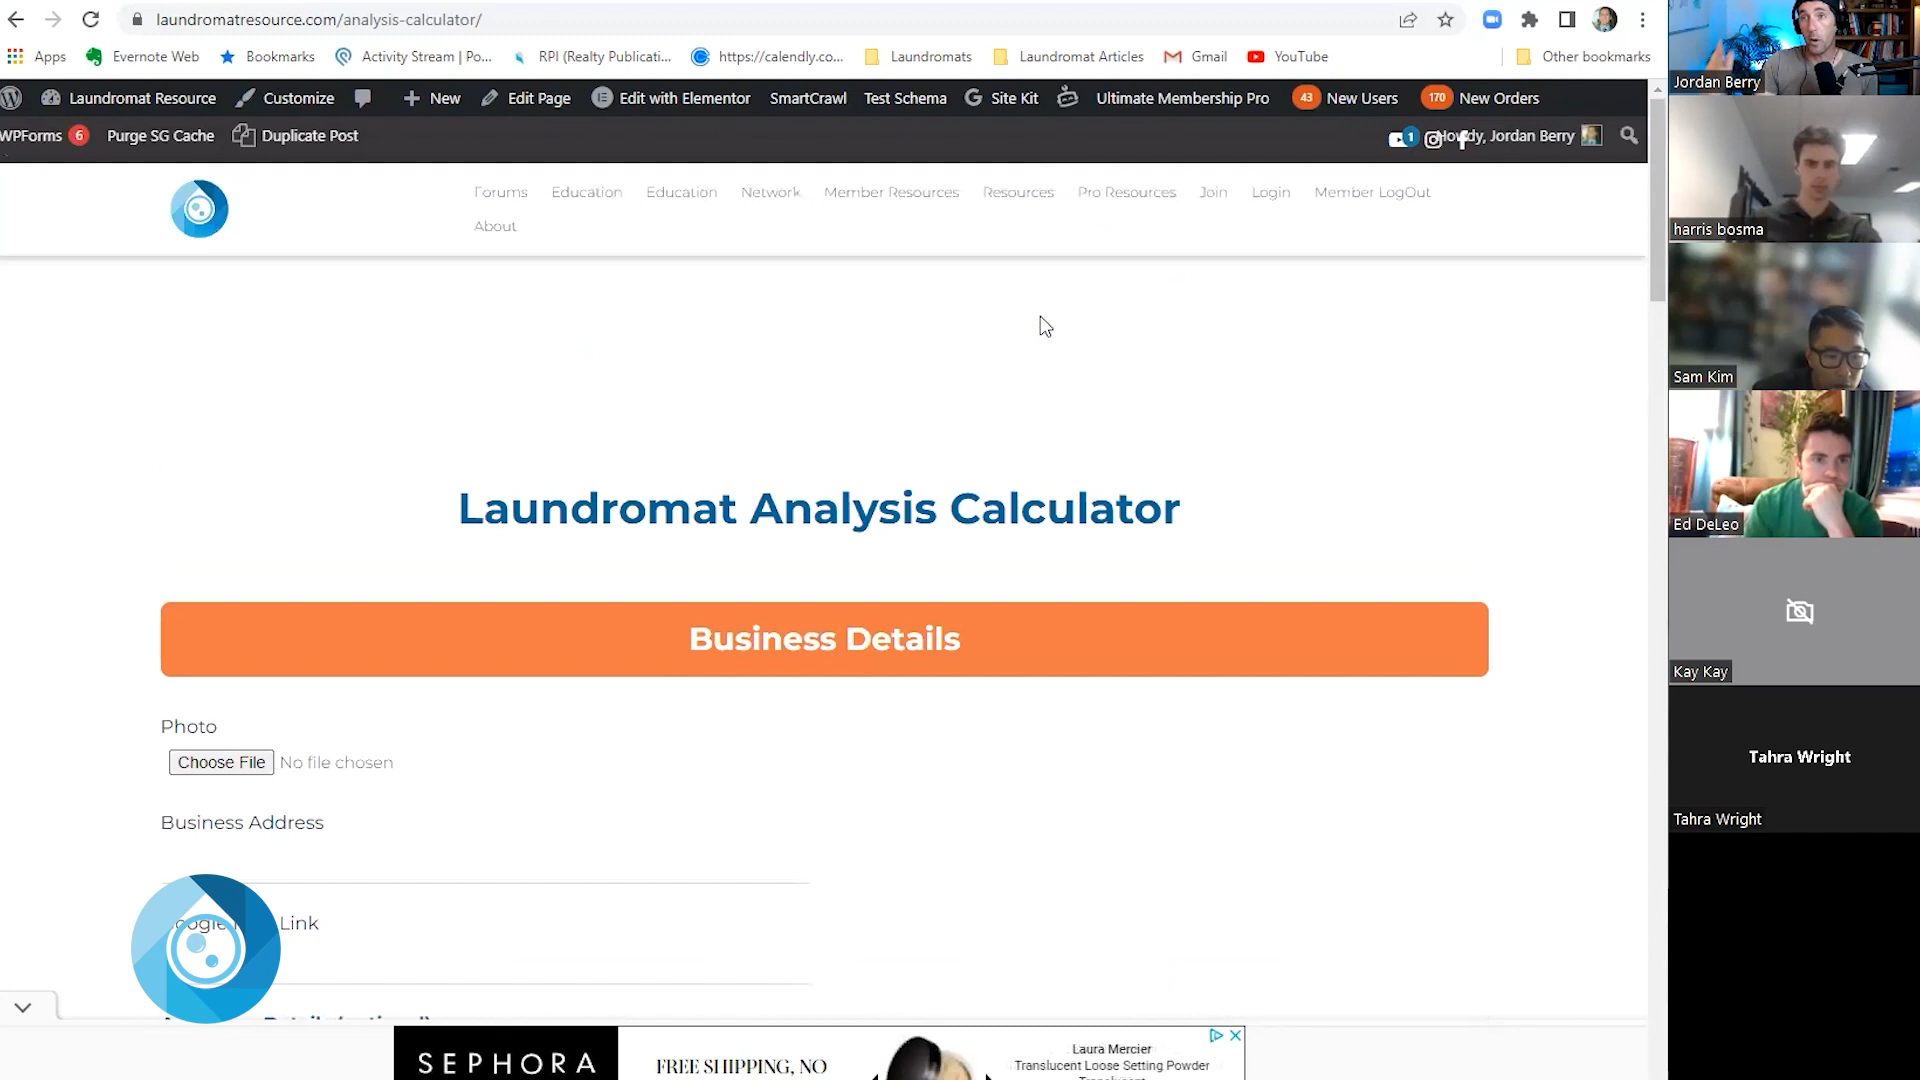 laundromatresource.com/analysis-calculator/
Apps Evernote Web Bookmarks Activity Stream | Po... RPI (Realty Publicati... https://calendly.co... Laundromats Laundromat Articles Gmail YouTube Other bookmarks
Laundromat Resource Customize New Edit Page Edit with Elementor SmartCrawl Test Schema Site Kit Ultimate Membership Pro 43 New Users 170 New Orders
WPForms 6 Purge SG Cache Duplicate Post 1 Howdy, Jordan Berry
Forums Education Education Network Member Resources Resources Pro Resources Join Login Member LogOut
About
Laundromat Analysis Calculator
Business Details
Photo
Choose File No file chosen
Business Address
Link
SEPHORA
FREE SHIPPING, NO
Laura Mercier
Translucent Loose Setting Powder
Jordan Berry
harris bosma
Sam Kim
Ed DeLeo
Kay Kay
Tahra Wright
Tahra Wright